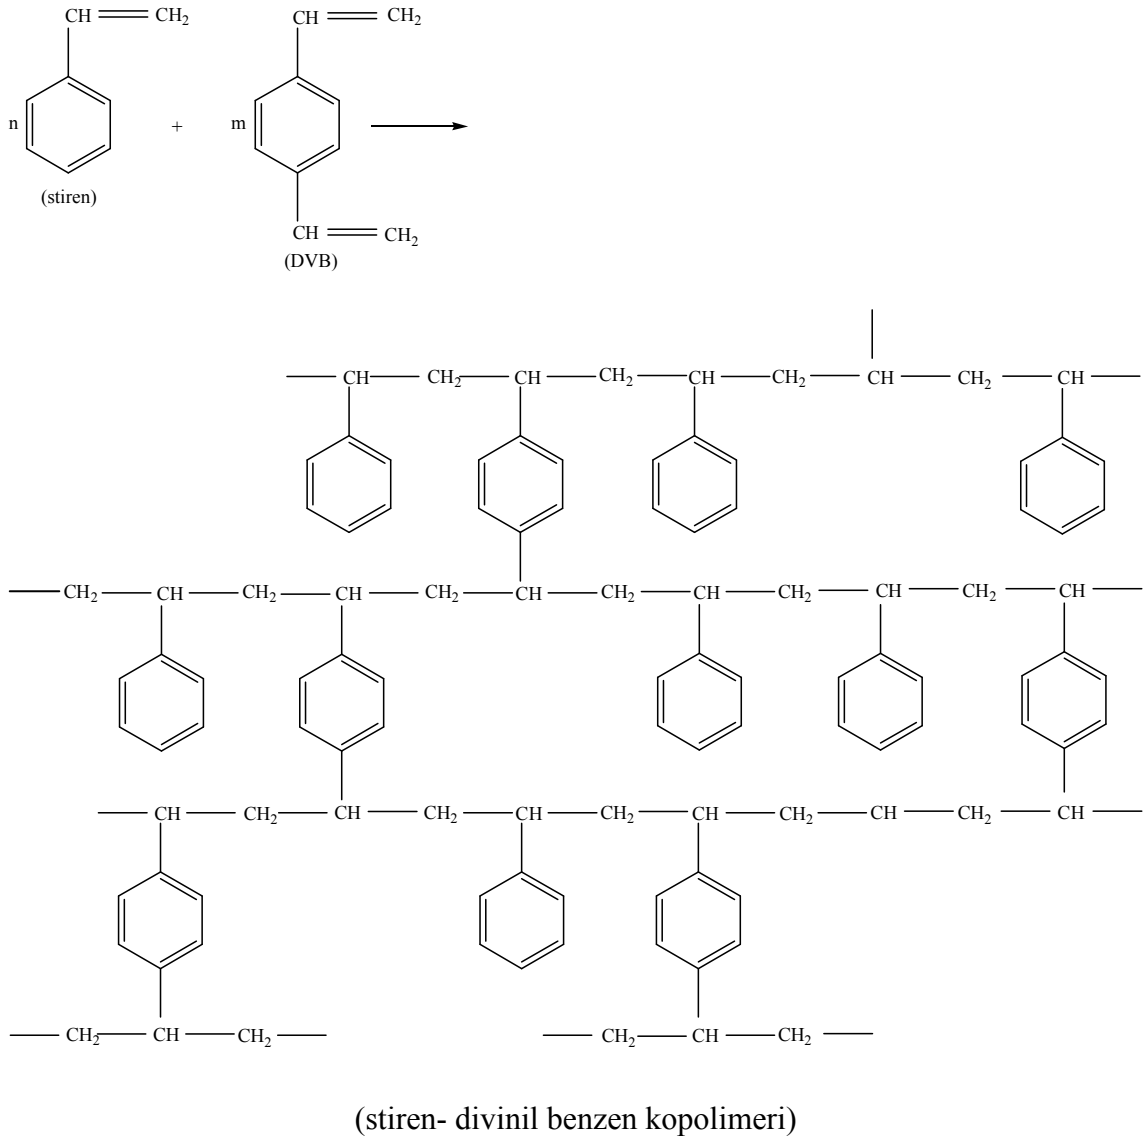 CH CH₂ CH CH₂
n + m
(stiren)
CH CH₂
(DVB)
CH CH₂ CH CH₂ CH CH₂ CH CH₂ CH
CH₂ CH CH₂ CH CH₂ CH CH₂ CH CH₂ CH CH₂ CH
CH CH₂ CH CH₂ CH CH₂ CH CH₂ CH CH₂ CH
CH₂ CH CH₂ CH₂ CH CH₂
(stiren- divinil benzen kopolimeri)